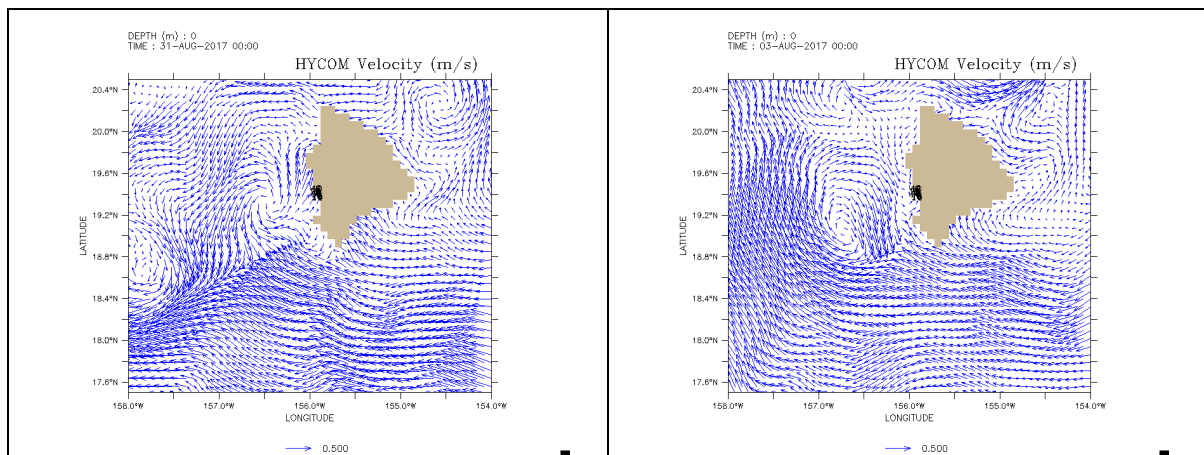 DEPTH (m) : 0
TIME : 31-AUG-2017 00:00
HYCOM Velocity (m/s)
20.4°N
20.0°N
19.6°N
19.2°N
18.8°N
18.4°N
18.0°N
17.6°N
LATITUDE
158.0°W
157.0°W
156.0°W
155.0°W
154.0°W
LONGITUDE
0.500
DEPTH (m) : 0
TIME : 03-AUG-2017 00:00
HYCOM Velocity (m/s)
20.4°N
20.0°N
19.6°N
19.2°N
18.8°N
18.4°N
18.0°N
17.6°N
LATITUDE
158.0°W
157.0°W
156.0°W
155.0°W
154.0°W
LONGITUDE
0.500